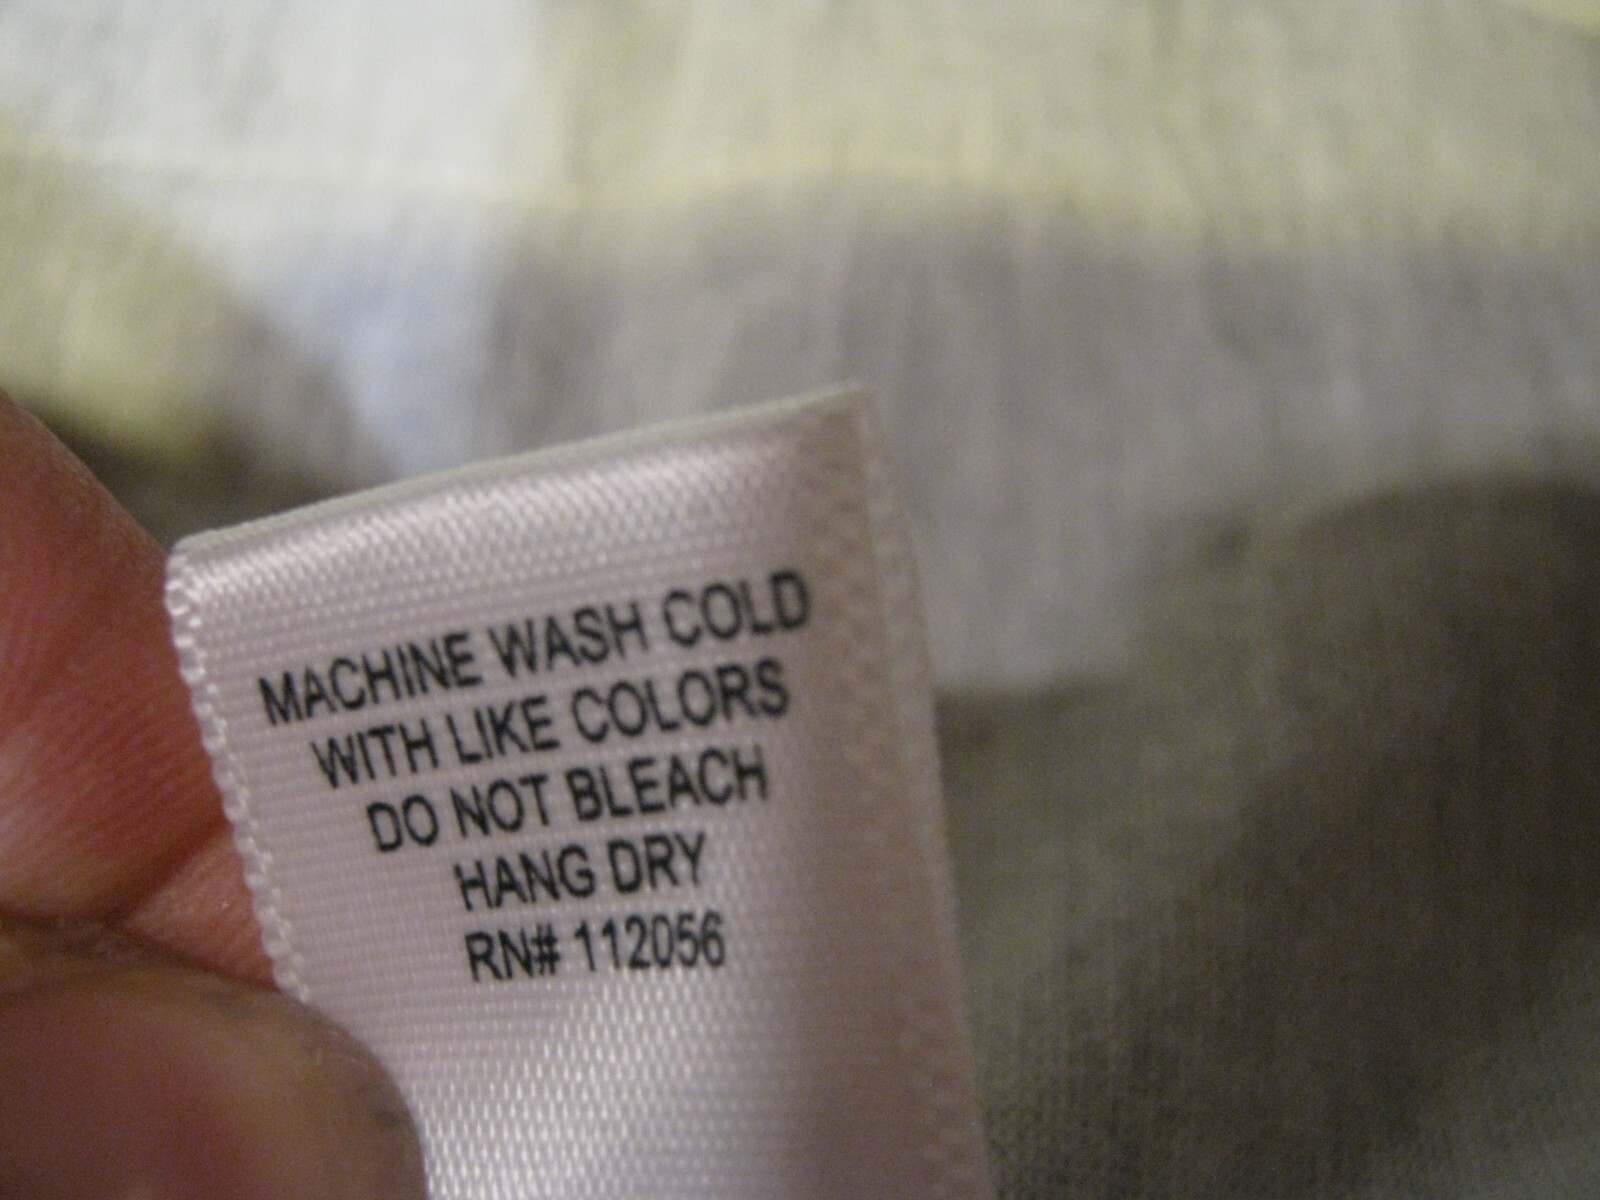 MACHINE WASH COLD
WITH LIKE COLORS
DO NOT BLEACH
HANG DRY
RN# 112056